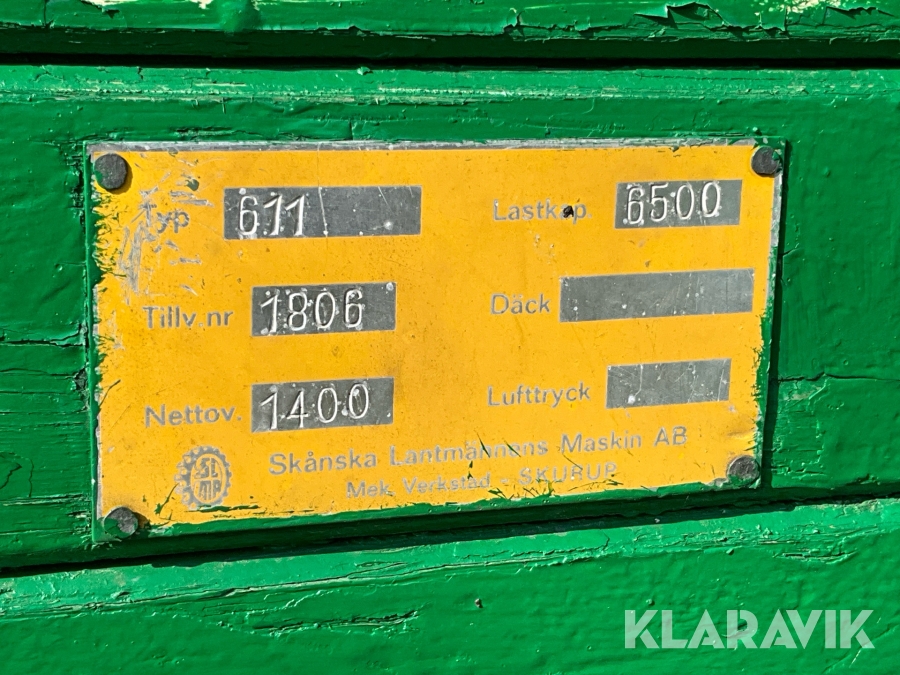 Typ 611
Lastkap. 6500
Tillv.nr 1806
Däck
Nettov. 1400
Lufttryck
Skånska Lantmännens Maskin AB
Mek. Verkstad - SKURUP
KLARAVIK